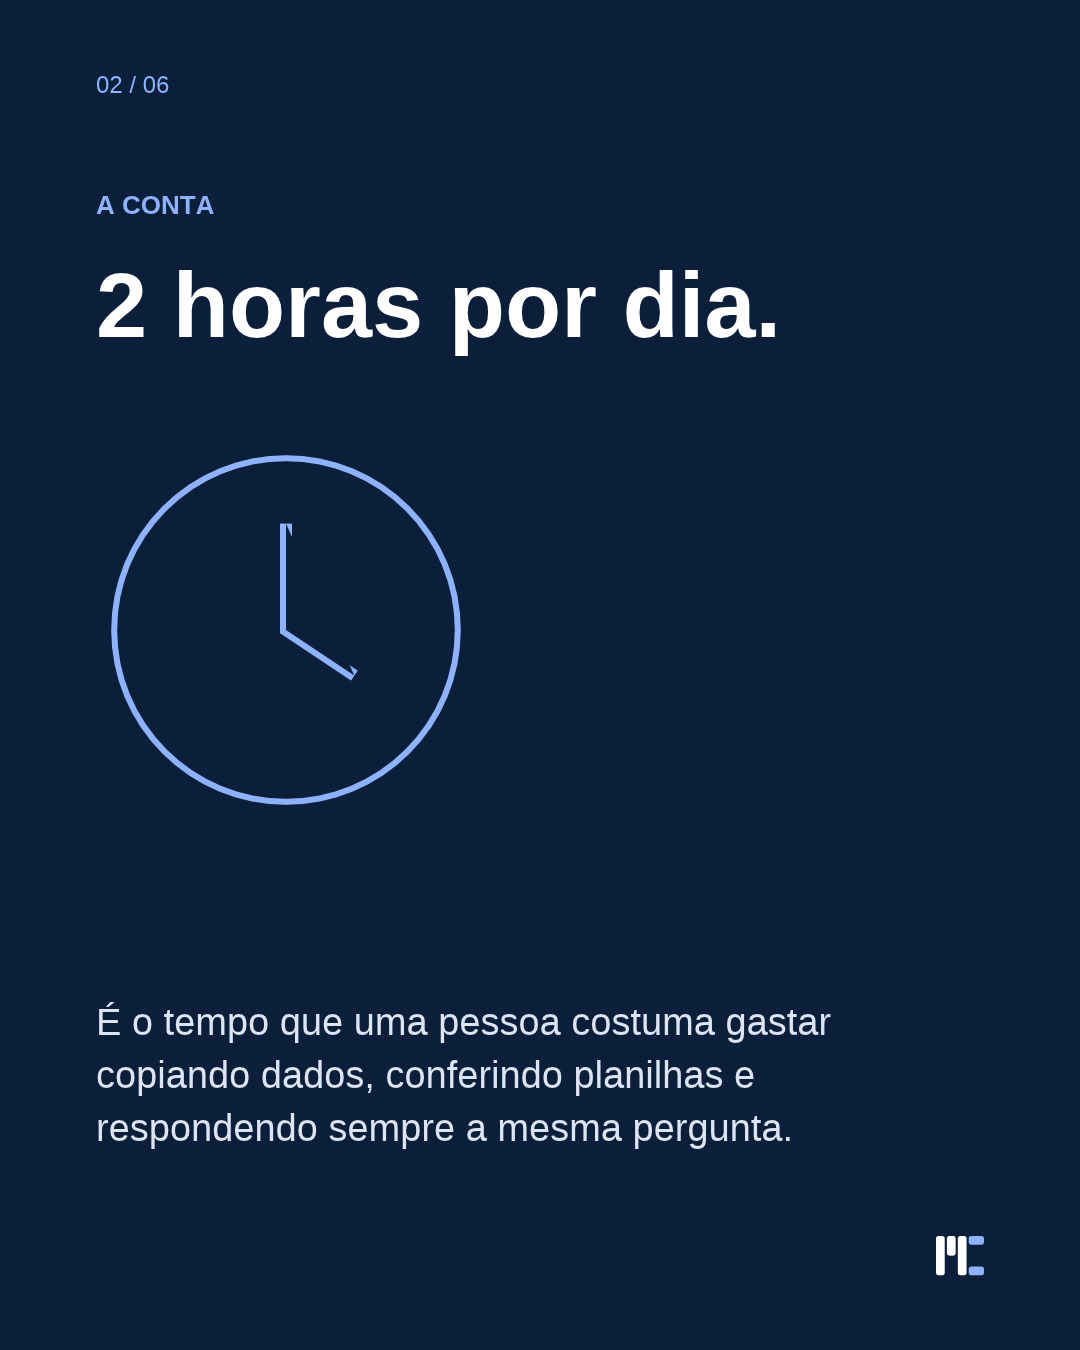 02 / 06
A CONTA
2 horas por dia.
É o tempo que uma pessoa costuma gastar
copiando dados, conferindo planilhas e
respondendo sempre a mesma pergunta.
MC